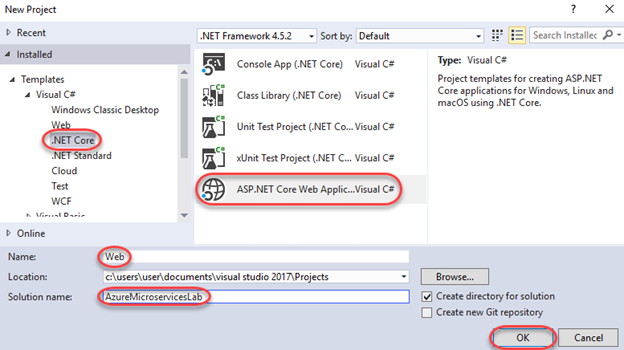 New Project
? ×
Recent
.NET Framework 4.5.2
Sort by: Default
Search Installed
Installed
Templates
Visual C#
Windows Classic Desktop
Web
.NET Core
.NET Standard
Cloud
Test
WCF
Visual Basic
Online
Console App (.NET Core) Visual C#
Class Library (.NET Core) Visual C#
Unit Test Project (.NET Co... Visual C#
xUnit Test Project (.NET C... Visual C#
ASP.NET Core Web Applic...Visual C#
Type: Visual C#
Project templates for creating ASP.NET
Core applications for Windows, Linux and
macOS using .NET Core.
Name: Web
Location: c:\users\user\documents\visual studio 2017\Projects
Browse...
Solution name: AzureMicroservicesLab
Create directory for solution
Create new Git repository
OK Cancel